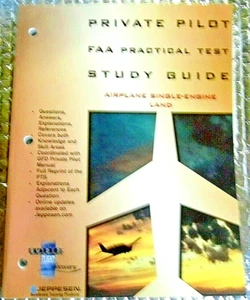 PRIVATE PILOT
FAA PRACTICAL TEST
STUDY GUIDE
AIRPLANE SINGLE-ENGINE
LAND
• Questions,
Answers,
Explanations,
References
• Covers both
Knowledge and
Skill Areas
• Coordinated with
GFD Private Pilot
Manual
• Full Reprint of the
PTS
• Explanations
Adjacent to Each
Question
• Online updates
available on
Jeppesen.com
JEPPESEN